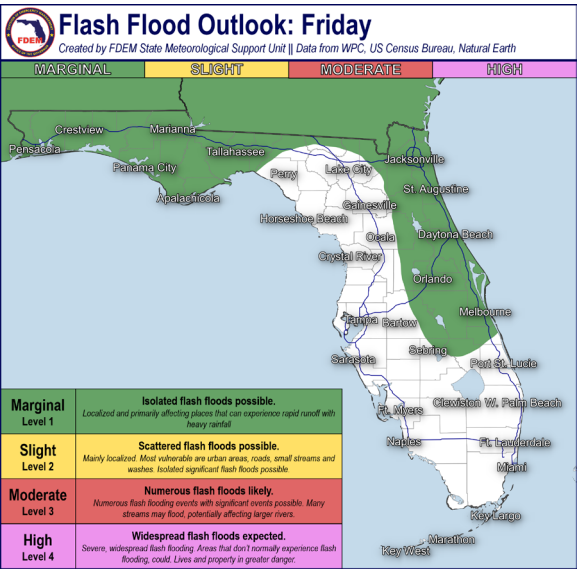 Flash Flood Outlook: Friday
Created by FDEM State Meteorological Support Unit || Data from WPC, US Census Bureau, Natural Earth
FDEM
MARGINAL SLIGHT MODERATE HIGH
Crestview
Marianna
Pensacola
Tallahassee
Jacksonville
Panama City
Perry
Lake City
St. Augustine
Apalachicola
Gainesville
Horseshoe Beach
Ocala
Daytona Beach
Crystal River
Orlando
Melbourne
Tampa
Bartow
Sebring
Sarasota
Port St. Lucie
Clewiston
W. Palm Beach
Ft. Myers
Naples
Ft. Lauderdale
Miami
Key Largo
Marathon
Key West
Marginal
Level 1
Isolated flash floods possible.
Localized and primarily affecting places that can experience rapid runoff with
heavy rainfall
Slight
Level 2
Scattered flash floods possible.
Mainly localized. Most vulnerable are urban areas, roads, small streams and
washes. Isolated significant flash floods possible.
Moderate
Level 3
Numerous flash floods likely.
Numerous flash flooding events with significant events possible. Many
streams may flood, potentially affecting larger rivers.
High
Level 4
Widespread flash floods expected.
Severe, widespread flash flooding. Areas that don't normally experience flash
flooding, could. Lives and property in greater danger.